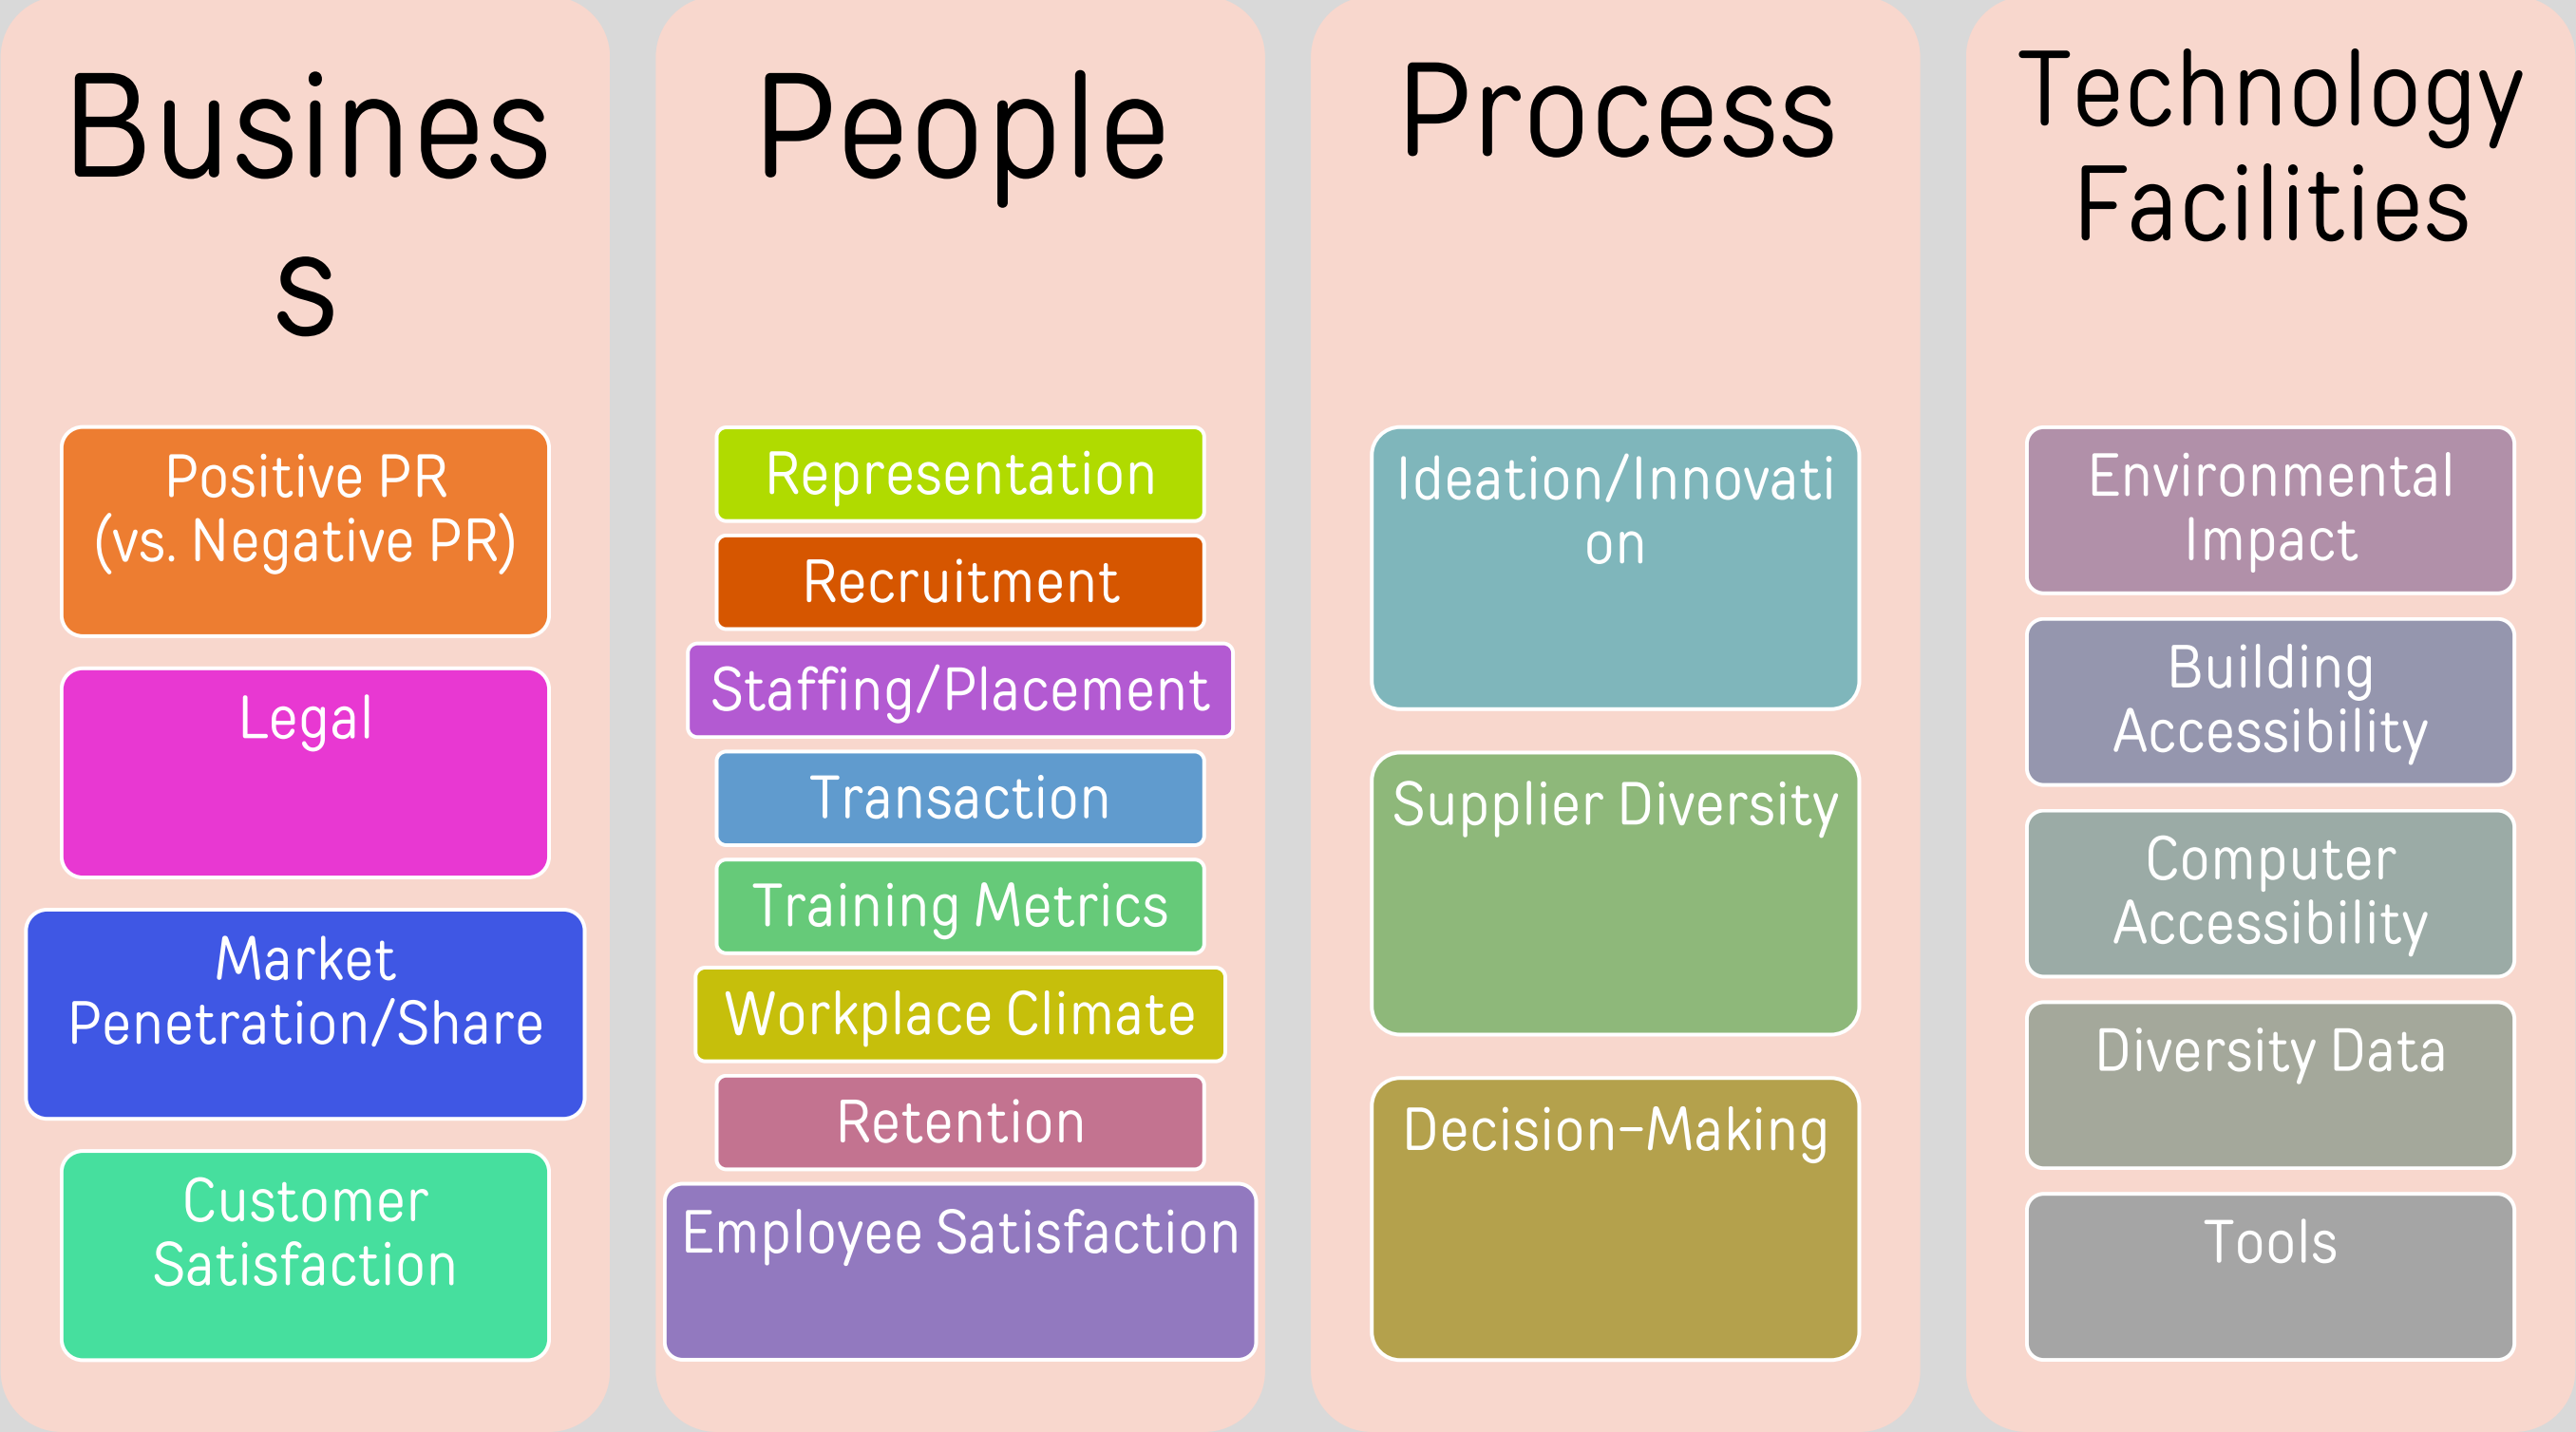 Busines
s
Positive PR
(vs. Negative PR)
Legal
Market
Penetration/Share
Customer
Satisfaction
People
Representation
Recruitment
Staffing/Placement
Transaction
Training Metrics
Workplace Climate
Retention
Employee Satisfaction
Process
Ideation/Innovati
on
Supplier Diversity
Decision-Making
Technology
Facilities
Environmental
Impact
Building
Accessibility
Computer
Accessibility
Diversity Data
Tools